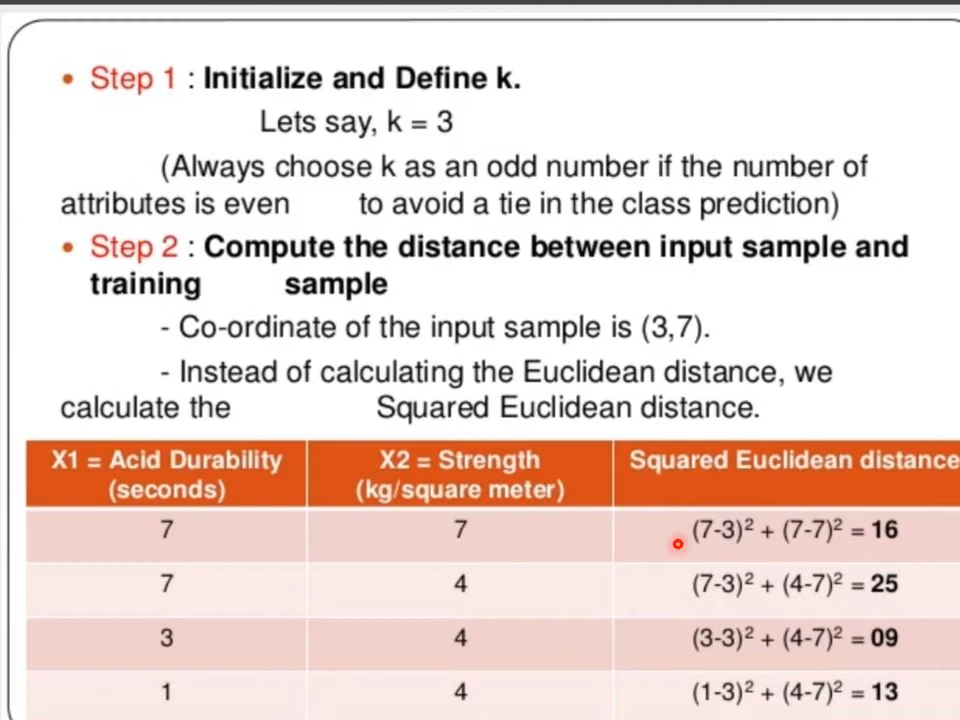 • Step 1 : Initialize and Define k.
Lets say, k = 3
(Always choose k as an odd number if the number of
attributes is even to avoid a tie in the class prediction)
• Step 2 : Compute the distance between input sample and
training sample
- Co-ordinate of the input sample is (3,7).
- Instead of calculating the Euclidean distance, we
calculate the Squared Euclidean distance.
X1 = Acid Durability X2 = Strength Squared Euclidean distance
(seconds) (kg/square meter)
7 7 (7-3)² + (7-7)² = 16
7 4 (7-3)² + (4-7)² = 25
3 4 (3-3)² + (4-7)² = 09
1 4 (1-3)² + (4-7)² = 13